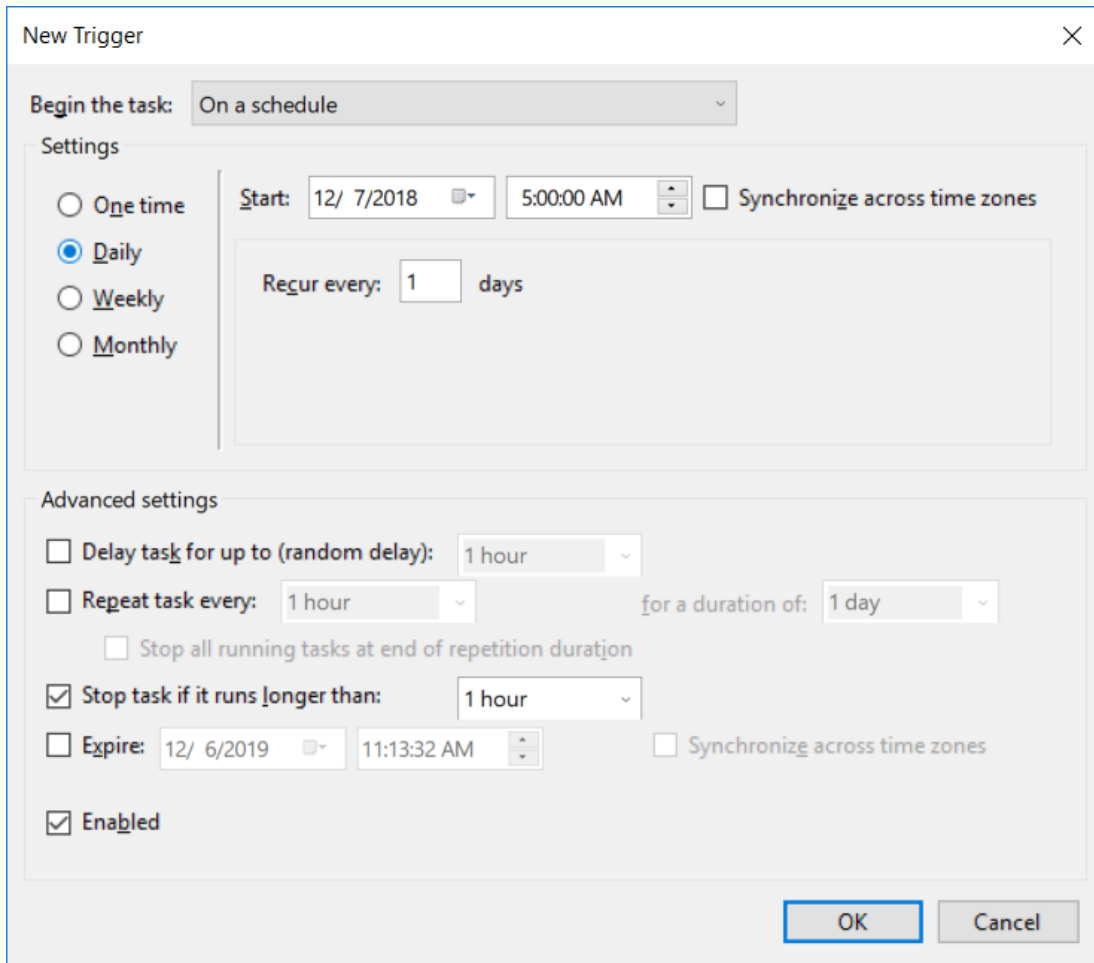 New Trigger
Begin the task: On a schedule
Settings
One time
Start: 12/ 7/2018 5:00:00 AM Synchronize across time zones
Daily
Recur every: 1 days
Weekly
Monthly
Advanced settings
Delay task for up to (random delay): 1 hour
Repeat task every: 1 hour for a duration of: 1 day
Stop all running tasks at end of repetition duration
Stop task if it runs longer than: 1 hour
Expire: 12/ 6/2019 11:13:32 AM Synchronize across time zones
Enabled
OK Cancel